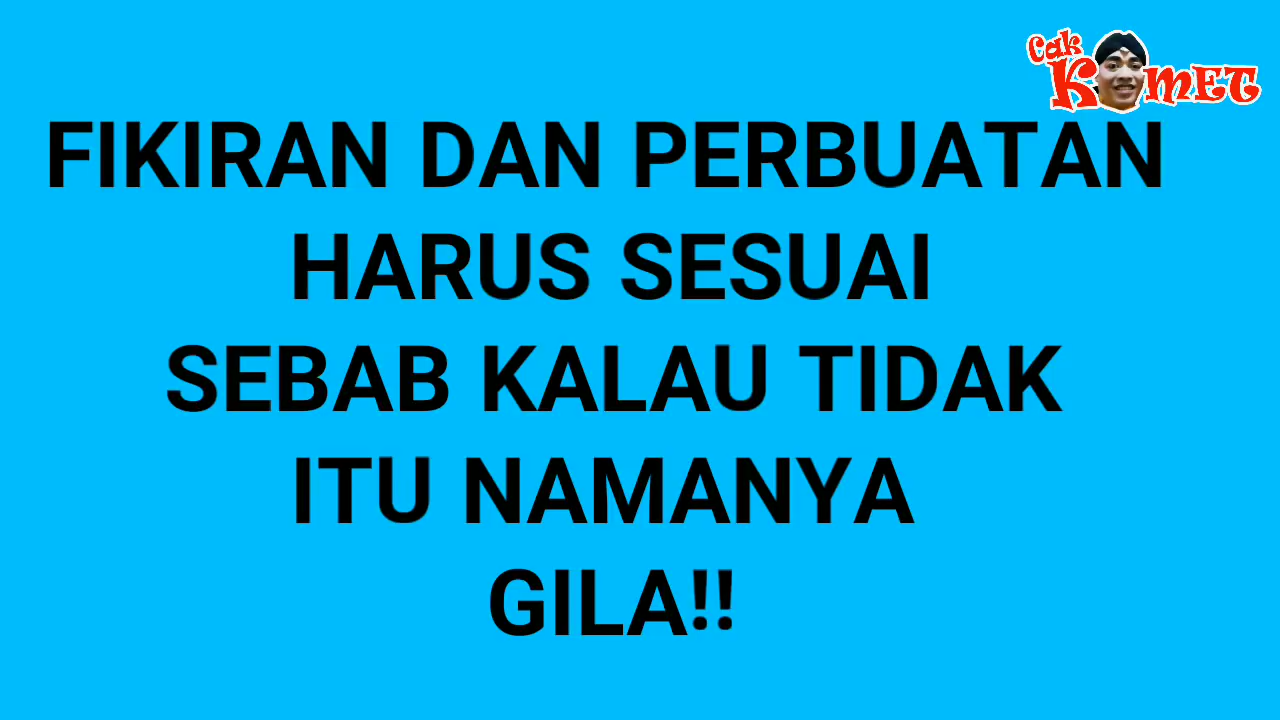 Cak
KOMET
FIKIRAN DAN PERBUATAN
HARUS SESUAI
SEBAB KALAU TIDAK
ITU NAMANYA
GILA!!